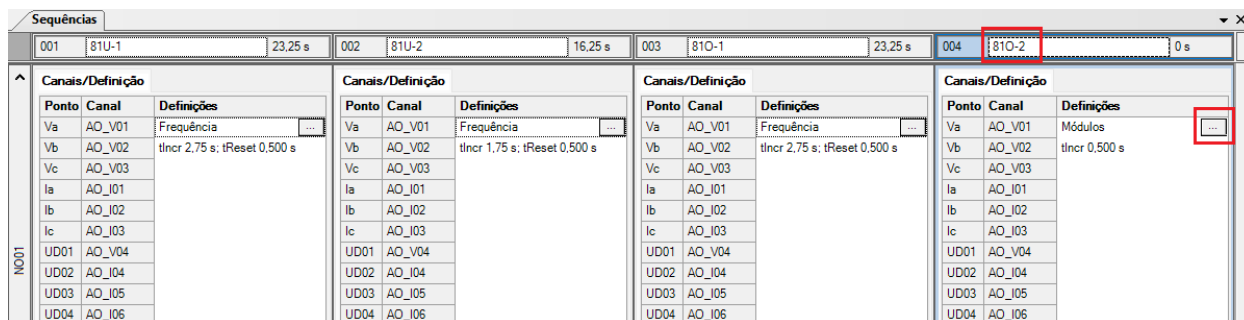 Sequências
001 81U-1 23,25 s 002 81U-2 16,25 s 003 81O-1 23,25 s 004 81O-2 0 s
Canais/Definição Canais/Definição Canais/Definição Canais/Definição
Ponto Canal Definições Ponto Canal Definições Ponto Canal Definições Ponto Canal Definições
Va AO_V01 Frequência ... Va AO_V01 Frequência ... Va AO_V01 Frequência ... Va AO_V01 Módulos ...
Vb AO_V02 tIncr 2,75 s; tReset 0,500 s Vb AO_V02 tIncr 1,75 s; tReset 0,500 s Vb AO_V02 tIncr 2,75 s; tReset 0,500 s Vb AO_V02 tIncr 0,500 s
Vc AO_V03 Vc AO_V03 Vc AO_V03 Vc AO_V03
Ia AO_I01 Ia AO_I01 Ia AO_I01 Ia AO_I01
Ib AO_I02 Ib AO_I02 Ib AO_I02 Ib AO_I02
Ic AO_I03 Ic AO_I03 Ic AO_I03 Ic AO_I03
NO01
UD01 AO_V04 UD01 AO_V04 UD01 AO_V04 UD01 AO_V04
UD02 AO_I04 UD02 AO_I04 UD02 AO_I04 UD02 AO_I04
UD03 AO_I05 UD03 AO_I05 UD03 AO_I05 UD03 AO_I05
UD04 AO_I06 UD04 AO_I06 UD04 AO_I06 UD04 AO_I06